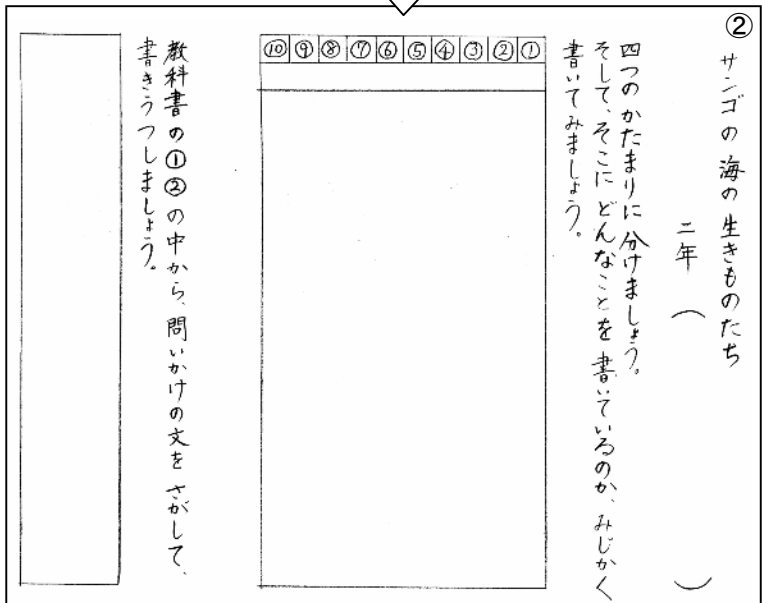 ②
サンゴの海の生きものたち
二年（　　　）
四つのかたまりに分けましょう。
そして、そこにどんなことを書いているのか、みじかく
書いてみましょう。
①②③④⑤⑥⑦⑧⑨⑩
教科書の①②の中から、問いかけの文をさがして、
書きうつしましょう。